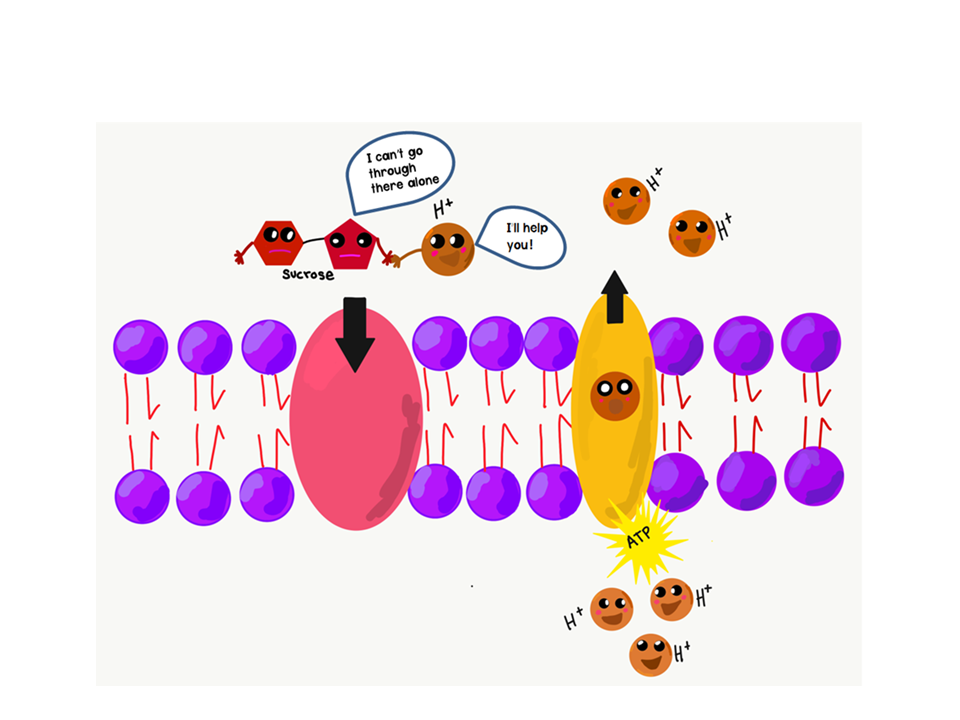 I can't go
through
there alone
H+
I'll help
you!
Sucrose
H+
H+
ATP
H+
H+
H+